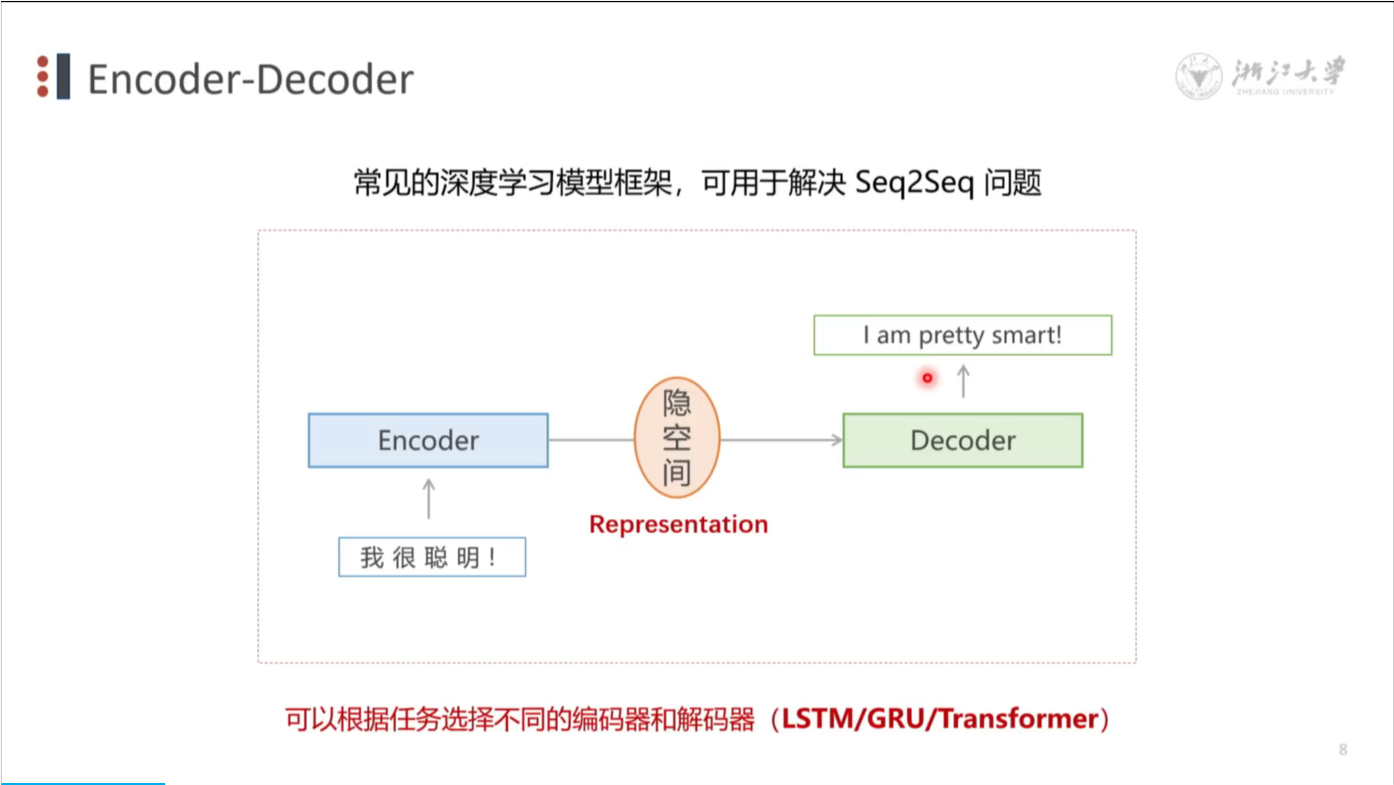 Encoder-Decoder
浙江大学
ZHEJIANG UNIVERSITY
常见的深度学习模型框架，可用于解决 Seq2Seq 问题
I am pretty smart!
隐
空
间
Encoder
Decoder
Representation
我 很 聪 明 !
可以根据任务选择不同的编码器和解码器（LSTM/GRU/Transformer）
8